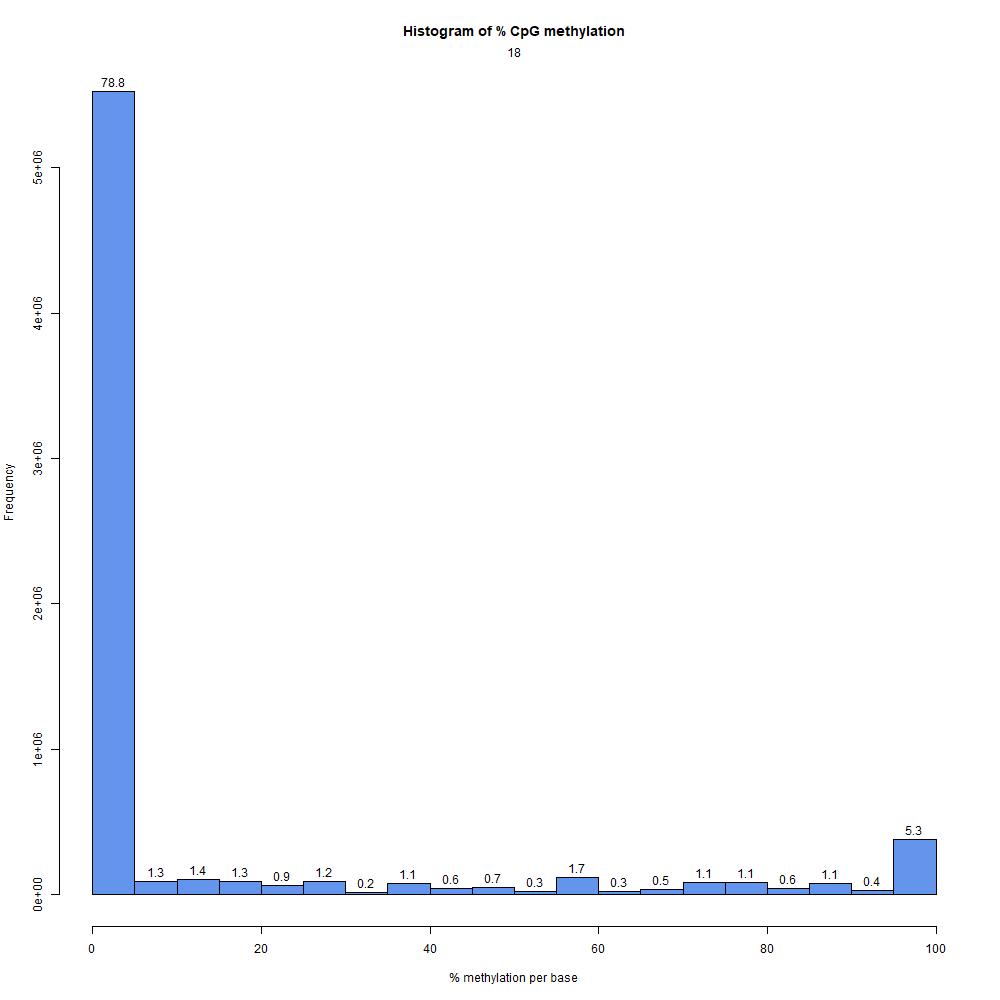 Histogram of % CpG methylation
18
Frequency
5e+06
4e+06
3e+06
2e+06
1e+06
0e+00
78.8
1.3
1.4
1.3
0.9
1.2
0.2
1.1
0.6
0.7
0.3
1.7
0.3
0.5
1.1
1.1
0.6
1.1
0.4
5.3
0 20 40 60 80 100
% methylation per base